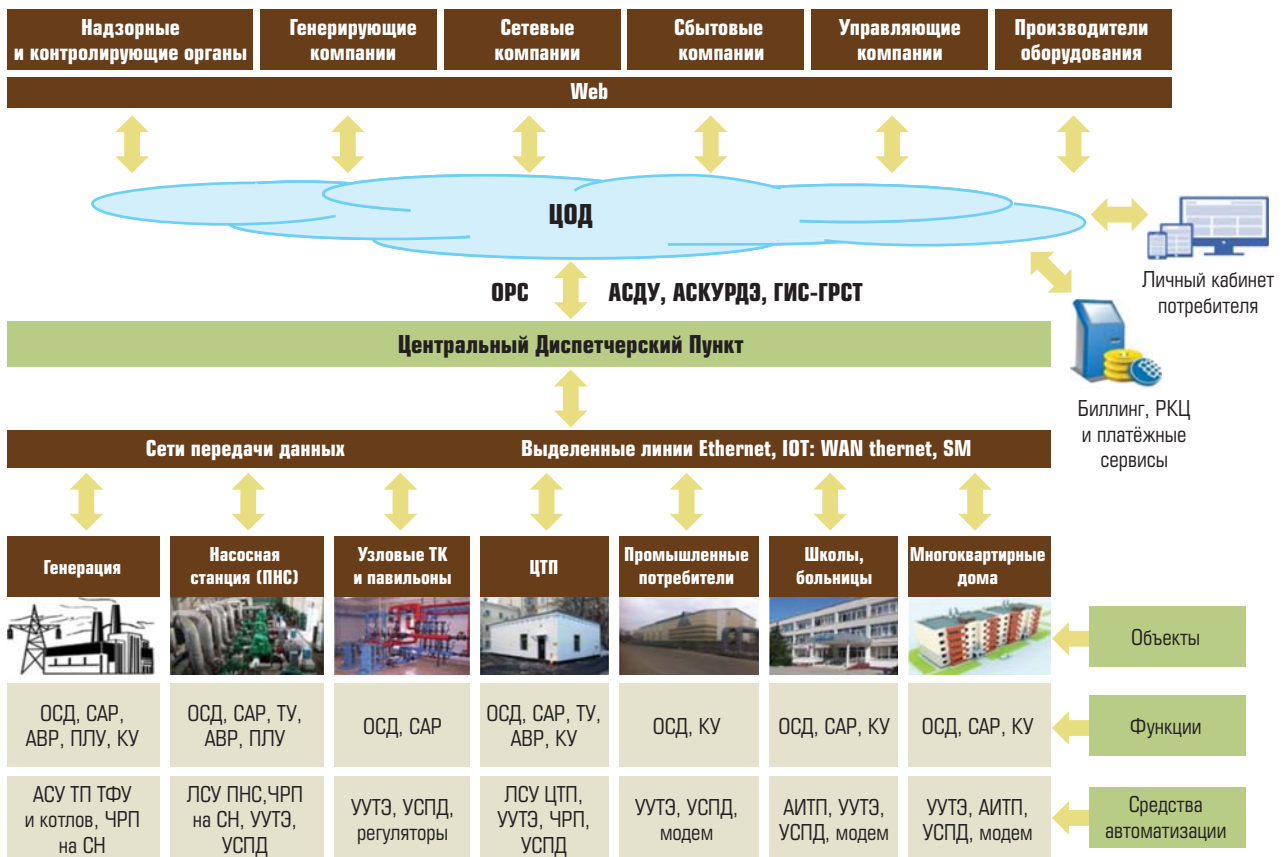 Надзорные
и контролирующие органы
Генерирующие
компании
Сетевые
компании
Сбытовые
компании
Управляющие
компании
Производители
оборудования
Web
ЦОД
Личный кабинет
потребителя
ОРС
АСДУ, АСКУРДЭ, ГИС-ГРСТ
Центральный Диспетчерский Пункт
Биллинг, РКЦ
и платёжные
сервисы
Сети передачи данных
Выделенные линии Ethernet, IOT: WAN thernet, SM
Генерация
Насосная
станция (ПНС)
Узловые ТК
и павильоны
ЦТП
Промышленные
потребители
Школы,
больницы
Многоквартирные
дома
Объекты
ОСД, САР,
АВР, ПЛУ, КУ
ОСД, САР, ТУ,
АВР, ПЛУ
ОСД, САР
ОСД, САР, ТУ,
АВР, КУ
ОСД, КУ
ОСД, САР, КУ
ОСД, САР, КУ
Функции
АСУ ТП ТФУ
и котлов, ЧРП
на СН
ЛСУ ПНС,ЧРП
на СН, УУТЭ,
УСПД
УУТЭ, УСПД,
регуляторы
ЛСУ ЦТП,
УУТЭ, ЧРП,
УСПД
УУТЭ, УСПД,
модем
АИТП, УУТЭ,
УСПД, модем
УУТЭ, АИТП,
УСПД, модем
Средства
автоматизации